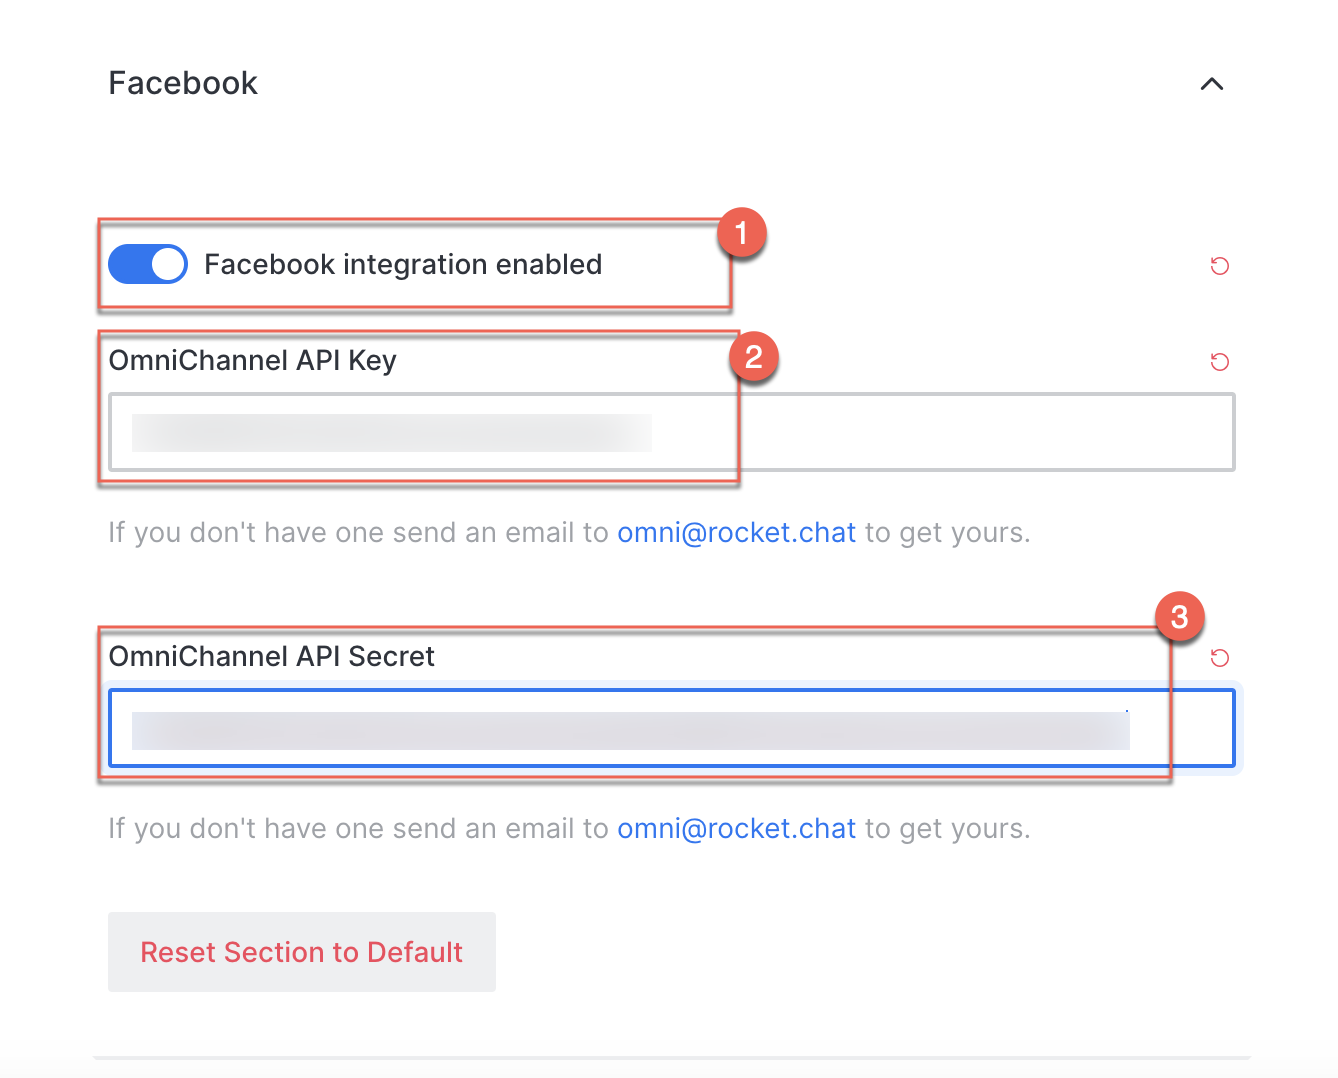 Facebook
1
Facebook integration enabled
2
OmniChannel API Key
If you don't have one send an email to omni@rocket.chat to get yours.
3
OmniChannel API Secret
If you don't have one send an email to omni@rocket.chat to get yours.
Reset Section to Default